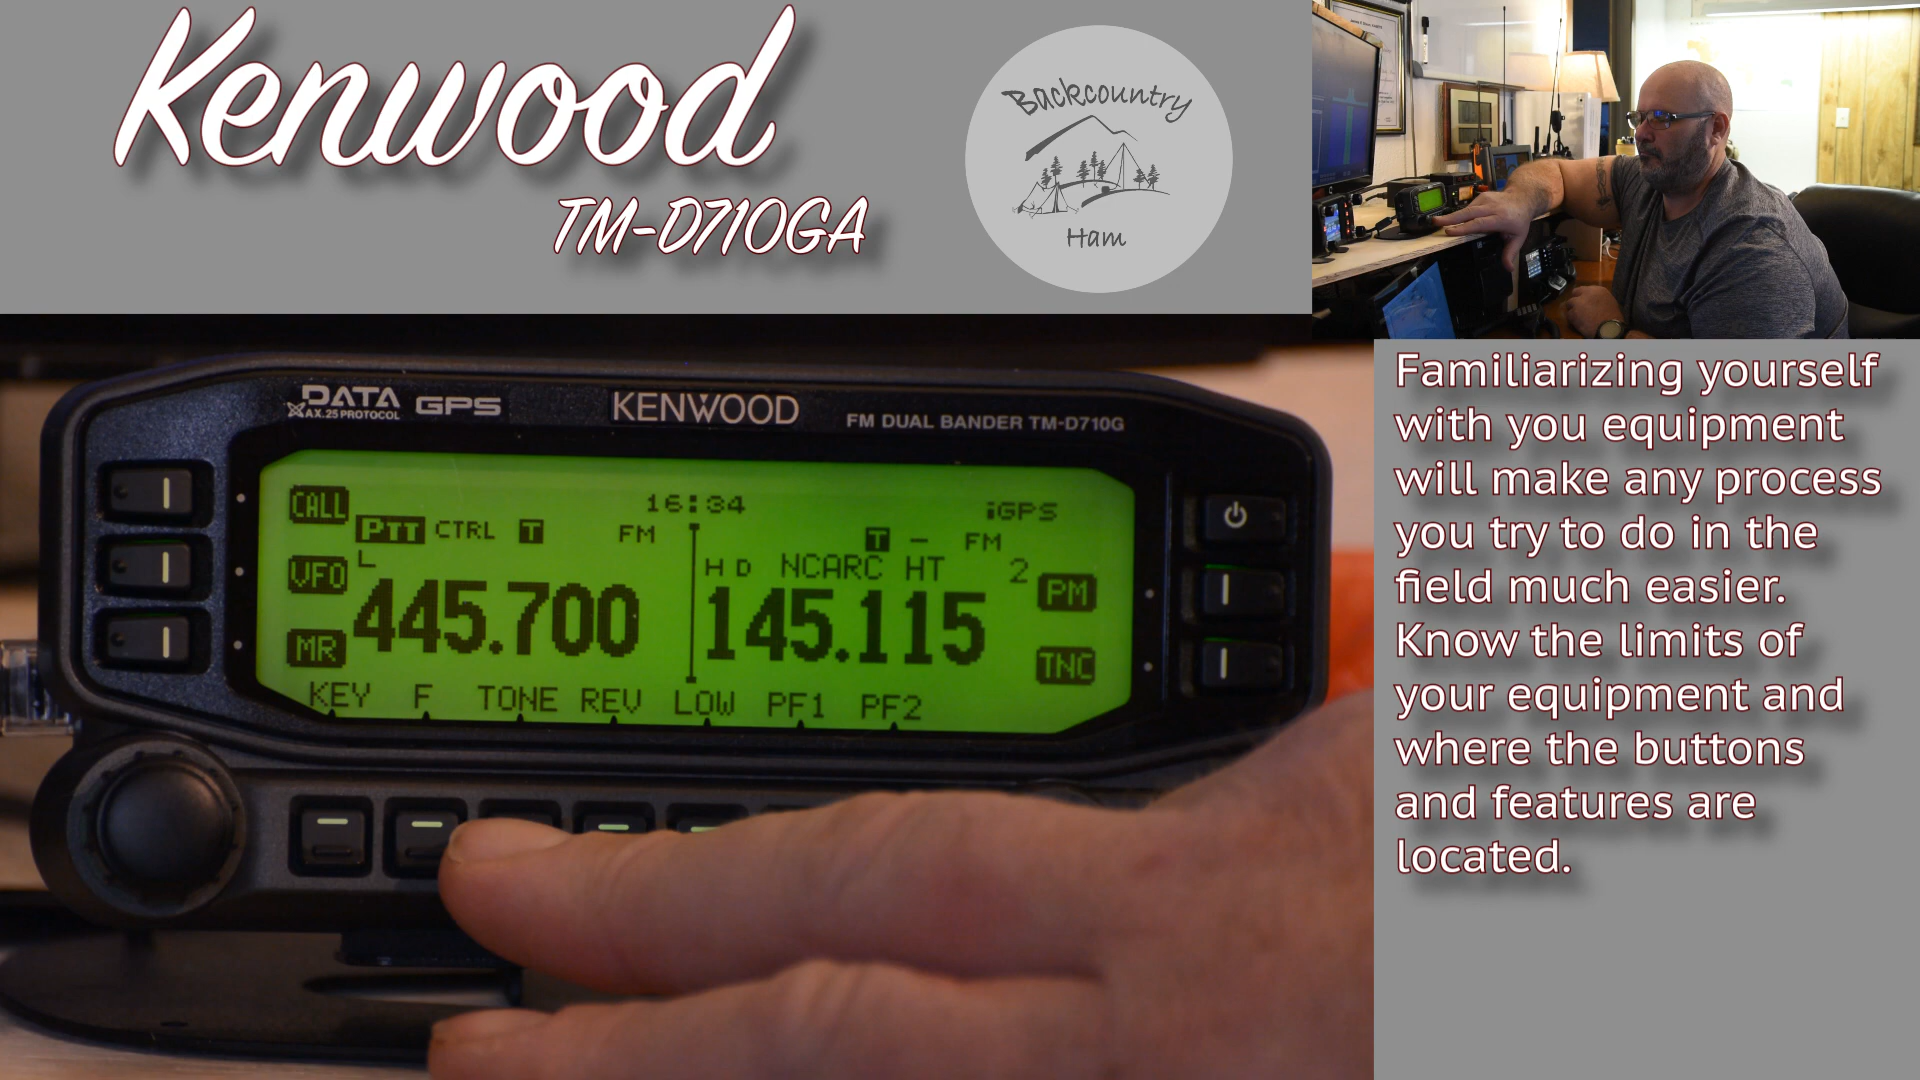 Kenwood
TM-D710GA
Backcountry
Ham
DATA
AX.25 PROTOCOL
GPS
KENWOOD
FM DUAL BANDER TM-D710G
CALL
16:34
iGPS
PTT CTRL T FM
T - FM
VFO
L
H D NCARC HT 2
PM
445.700
145.115
MR
TNC
KEY F TONE REV LOW PF1 PF2
Familiarizing yourself
with you equipment
will make any process
you try to do in the
field much easier.
Know the limits of
your equipment and
where the buttons
and features are
located.